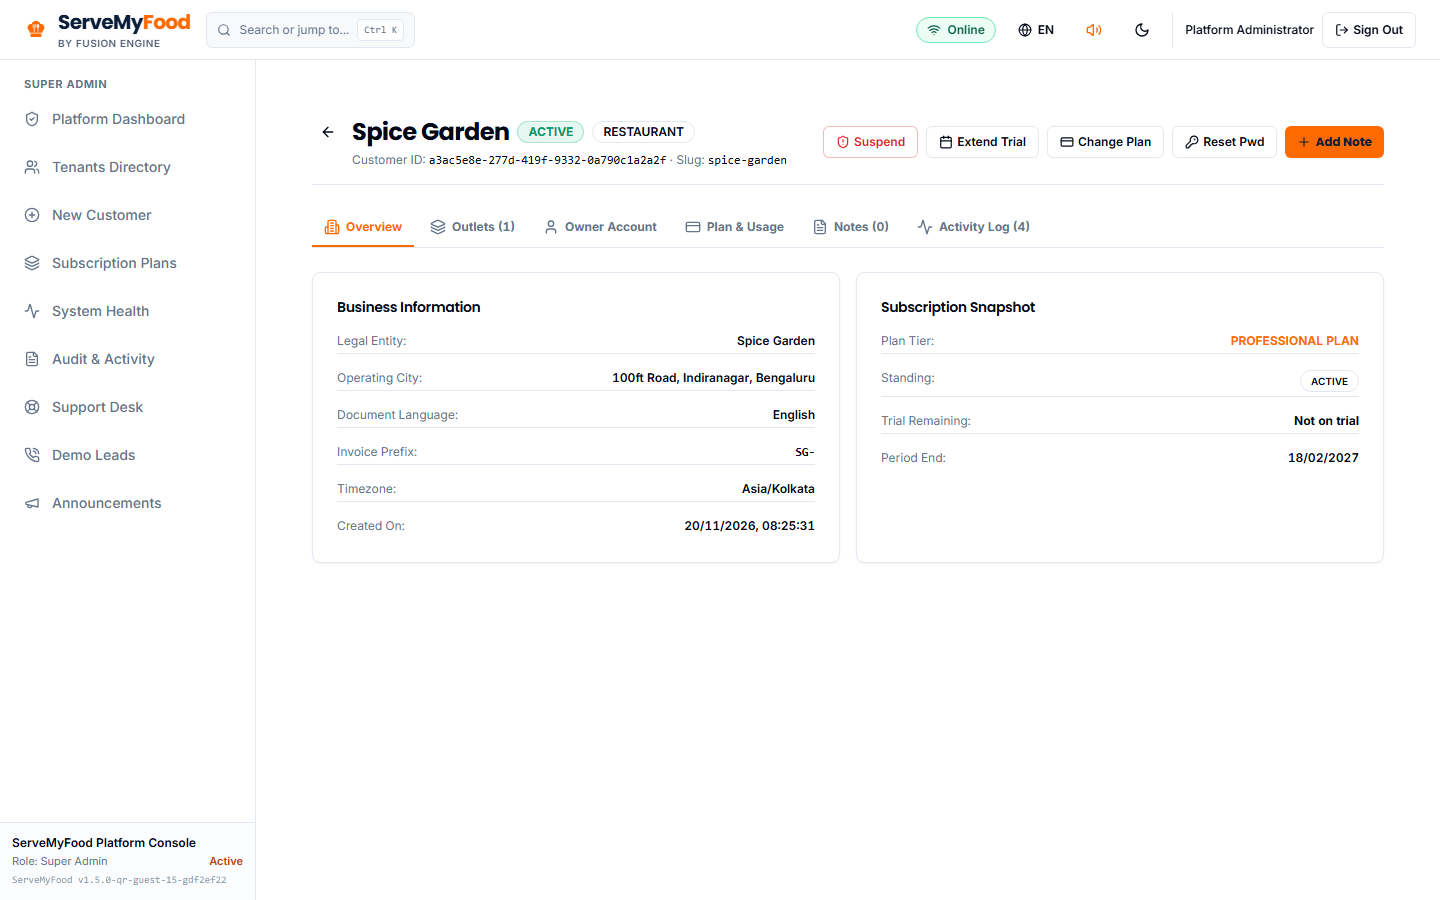 ServeMyFood
BY FUSION ENGINE
Search or jump to...
Ctrl K
Online
EN
Platform Administrator
Sign Out
SUPER ADMIN
Platform Dashboard
Tenants Directory
New Customer
Subscription Plans
System Health
Audit & Activity
Support Desk
Demo Leads
Announcements
ServeMyFood Platform Console
Role: Super Admin Active
ServeMyFood v1.5.0-qr-guest-15-gdf2ef22
Spice Garden ACTIVE RESTAURANT
Customer ID: a3ac5e8e-277d-419f-9332-0a790c1a2a2f · Slug: spice-garden
Suspend
Extend Trial
Change Plan
Reset Pwd
Add Note
Overview
Outlets (1)
Owner Account
Plan & Usage
Notes (0)
Activity Log (4)
Business Information
Legal Entity: Spice Garden
Operating City: 100ft Road, Indiranagar, Bengaluru
Document Language: English
Invoice Prefix: SG-
Timezone: Asia/Kolkata
Created On: 20/11/2026, 08:25:31
Subscription Snapshot
Plan Tier: PROFESSIONAL PLAN
Standing: ACTIVE
Trial Remaining: Not on trial
Period End: 18/02/2027